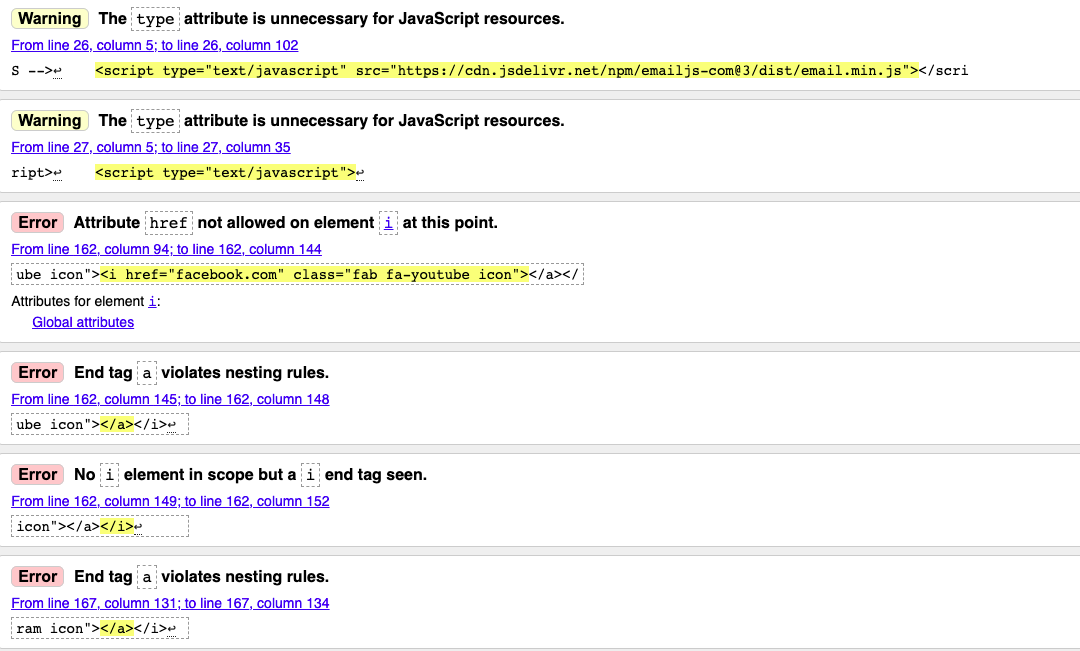 Warning The type attribute is unnecessary for JavaScript resources.
From line 26, column 5; to line 26, column 102
S -->↩ <script type="text/javascript" src="https://cdn.jsdelivr.net/npm/emailjs-com@3/dist/email.min.js"></scri
Warning The type attribute is unnecessary for JavaScript resources.
From line 27, column 5; to line 27, column 35
ript>↩ <script type="text/javascript">↩
Error Attribute href not allowed on element i at this point.
From line 162, column 94; to line 162, column 144
ube icon"><i href="facebook.com" class="fab fa-youtube icon"></a></
Attributes for element i:
Global attributes
Error End tag a violates nesting rules.
From line 162, column 145; to line 162, column 148
ube icon"></a></i>↩
Error No i element in scope but a i end tag seen.
From line 162, column 149; to line 162, column 152
icon"></a></i>↩
Error End tag a violates nesting rules.
From line 167, column 131; to line 167, column 134
ram icon"></a></i>↩